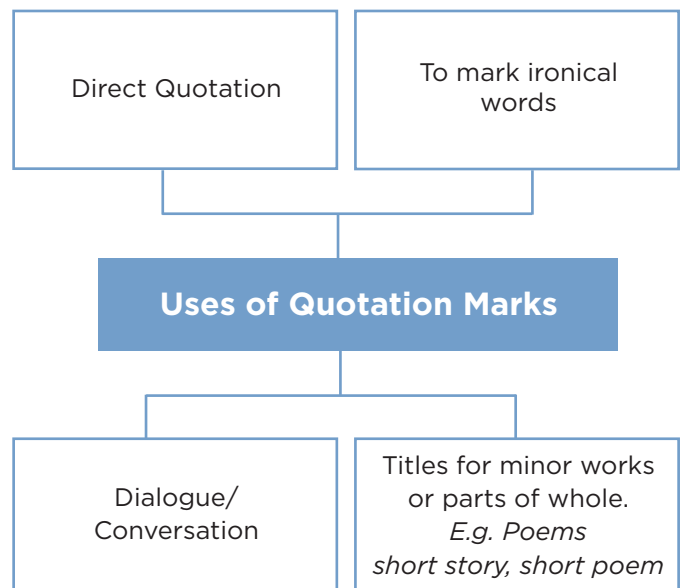 Direct Quotation
To mark ironical
words
Uses of Quotation Marks
Dialogue/
Conversation
Titles for minor works
or parts of whole.
E.g. Poems
short story, short poem